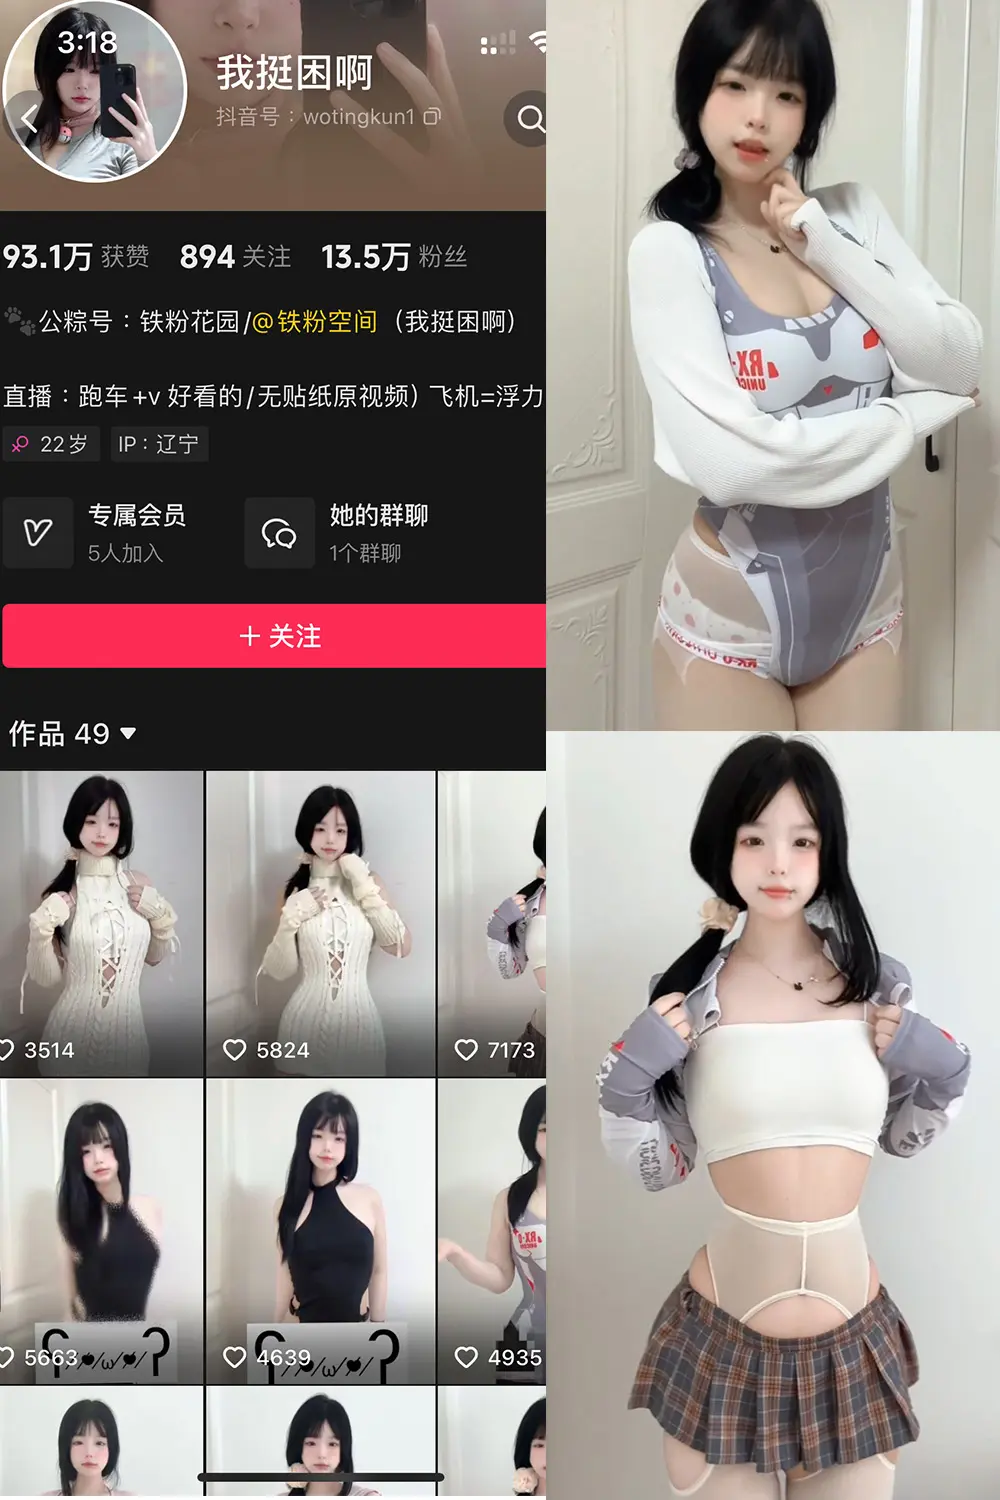 3:18
我挺困啊
抖音号：wotingkun1
93.1万 获赞 894 关注 13.5万 粉丝
公粽号：铁粉花园/@铁粉空间（我挺困啊）
直播：跑车+v 好看的/无贴纸原视频）飞机=浮力
22岁 IP：辽宁
专属会员 她的群聊
5人加入 1个群聊
+ 关注
作品 49
3514 5824 7173
5663 4639 4935